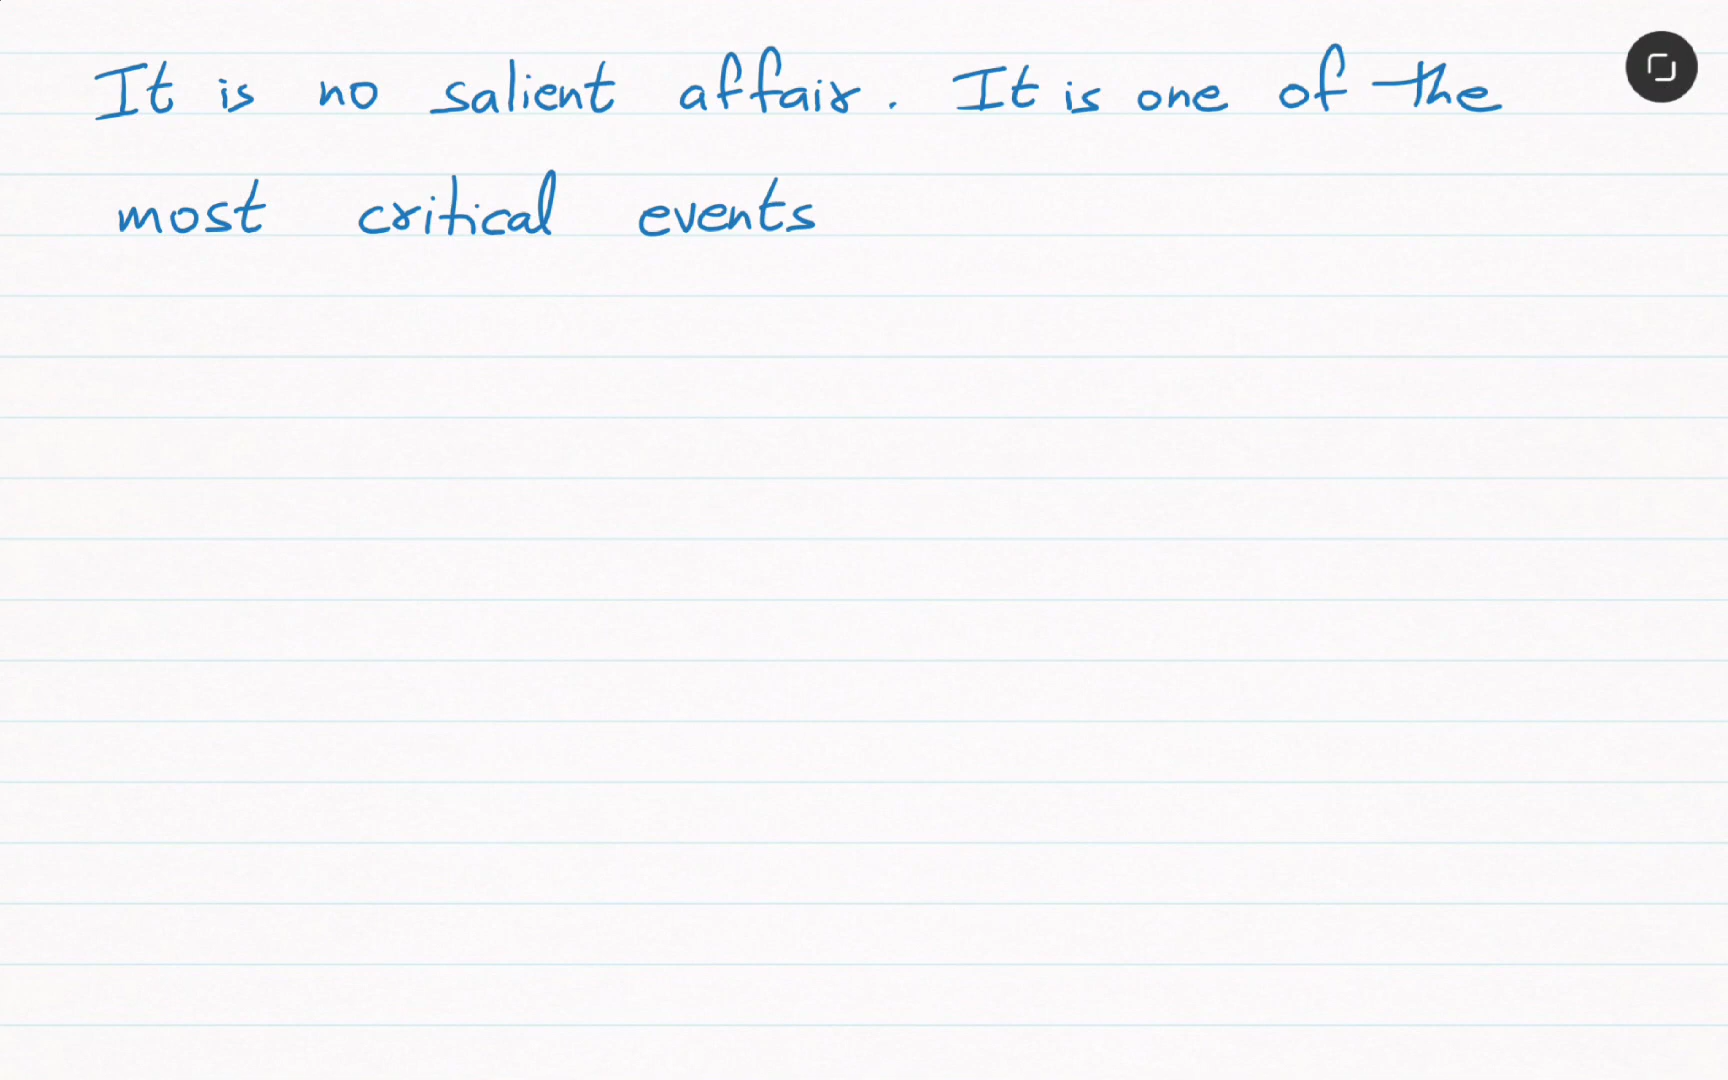 It is no salient affair. It is one of the
most critical events